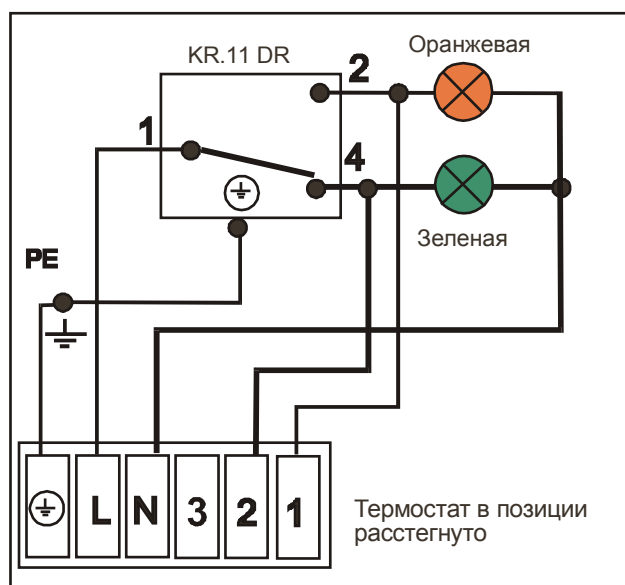 Оранжевая
KR.11 DR
2
1
4
Зеленая
PE
L N 3 2 1
Термостат в позиции
расстегнуто